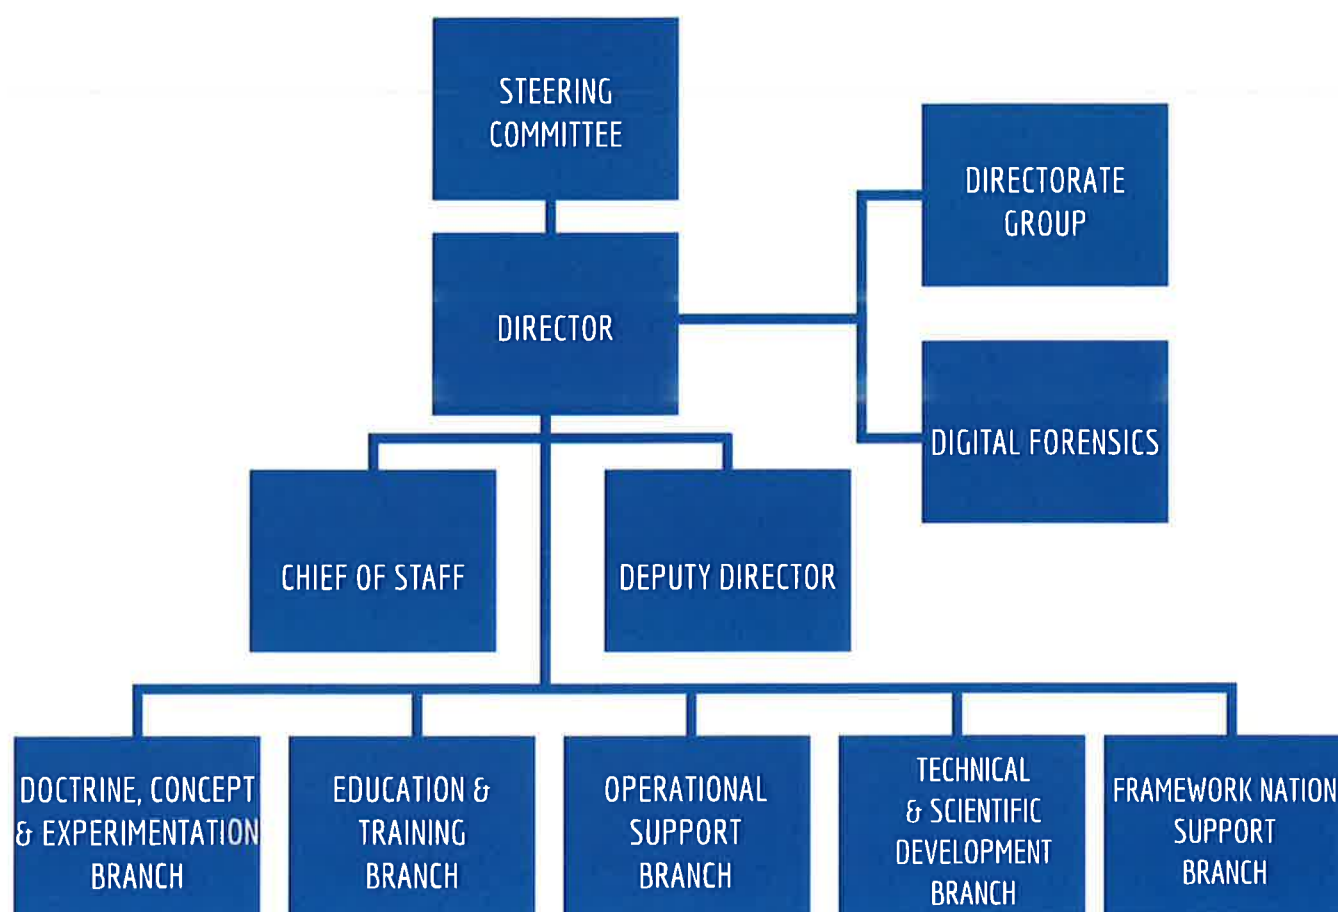 STEERING
COMMITTEE
DIRECTORATE
GROUP
DIRECTOR
DIGITAL FORENSICS
CHIEF OF STAFF
DEPUTY DIRECTOR
DOCTRINE, CONCEPT
& EXPERIMENTATION
BRANCH
EDUCATION &
TRAINING
BRANCH
OPERATIONAL
SUPPORT
BRANCH
TECHNICAL
& SCIENTIFIC
DEVELOPMENT
BRANCH
FRAMEWORK NATION
SUPPORT
BRANCH